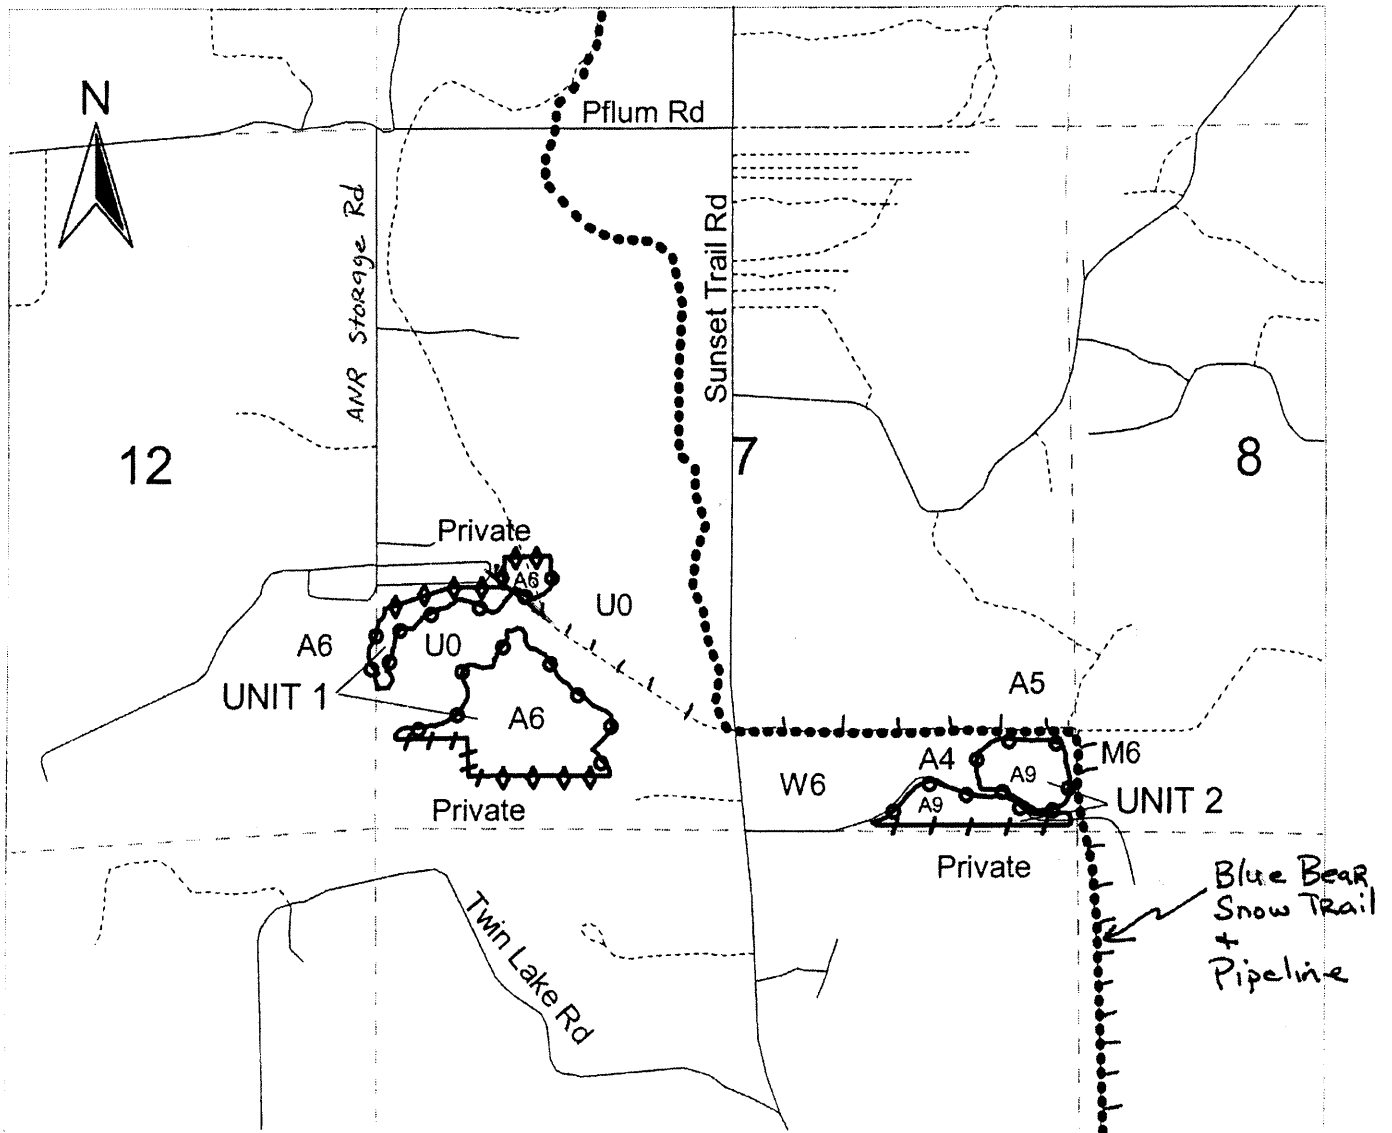 N
Pflum Rd
ANR Storage Rd
Sunset Trail Rd
12
7
8
Private
A6
U0
A6
U0
UNIT 1
A6
Private
A5
M6
A4
W6
A9
A9
UNIT 2
Private
Twin Lake Rd
Blue Bear
Snow Trail
+
Pipeline